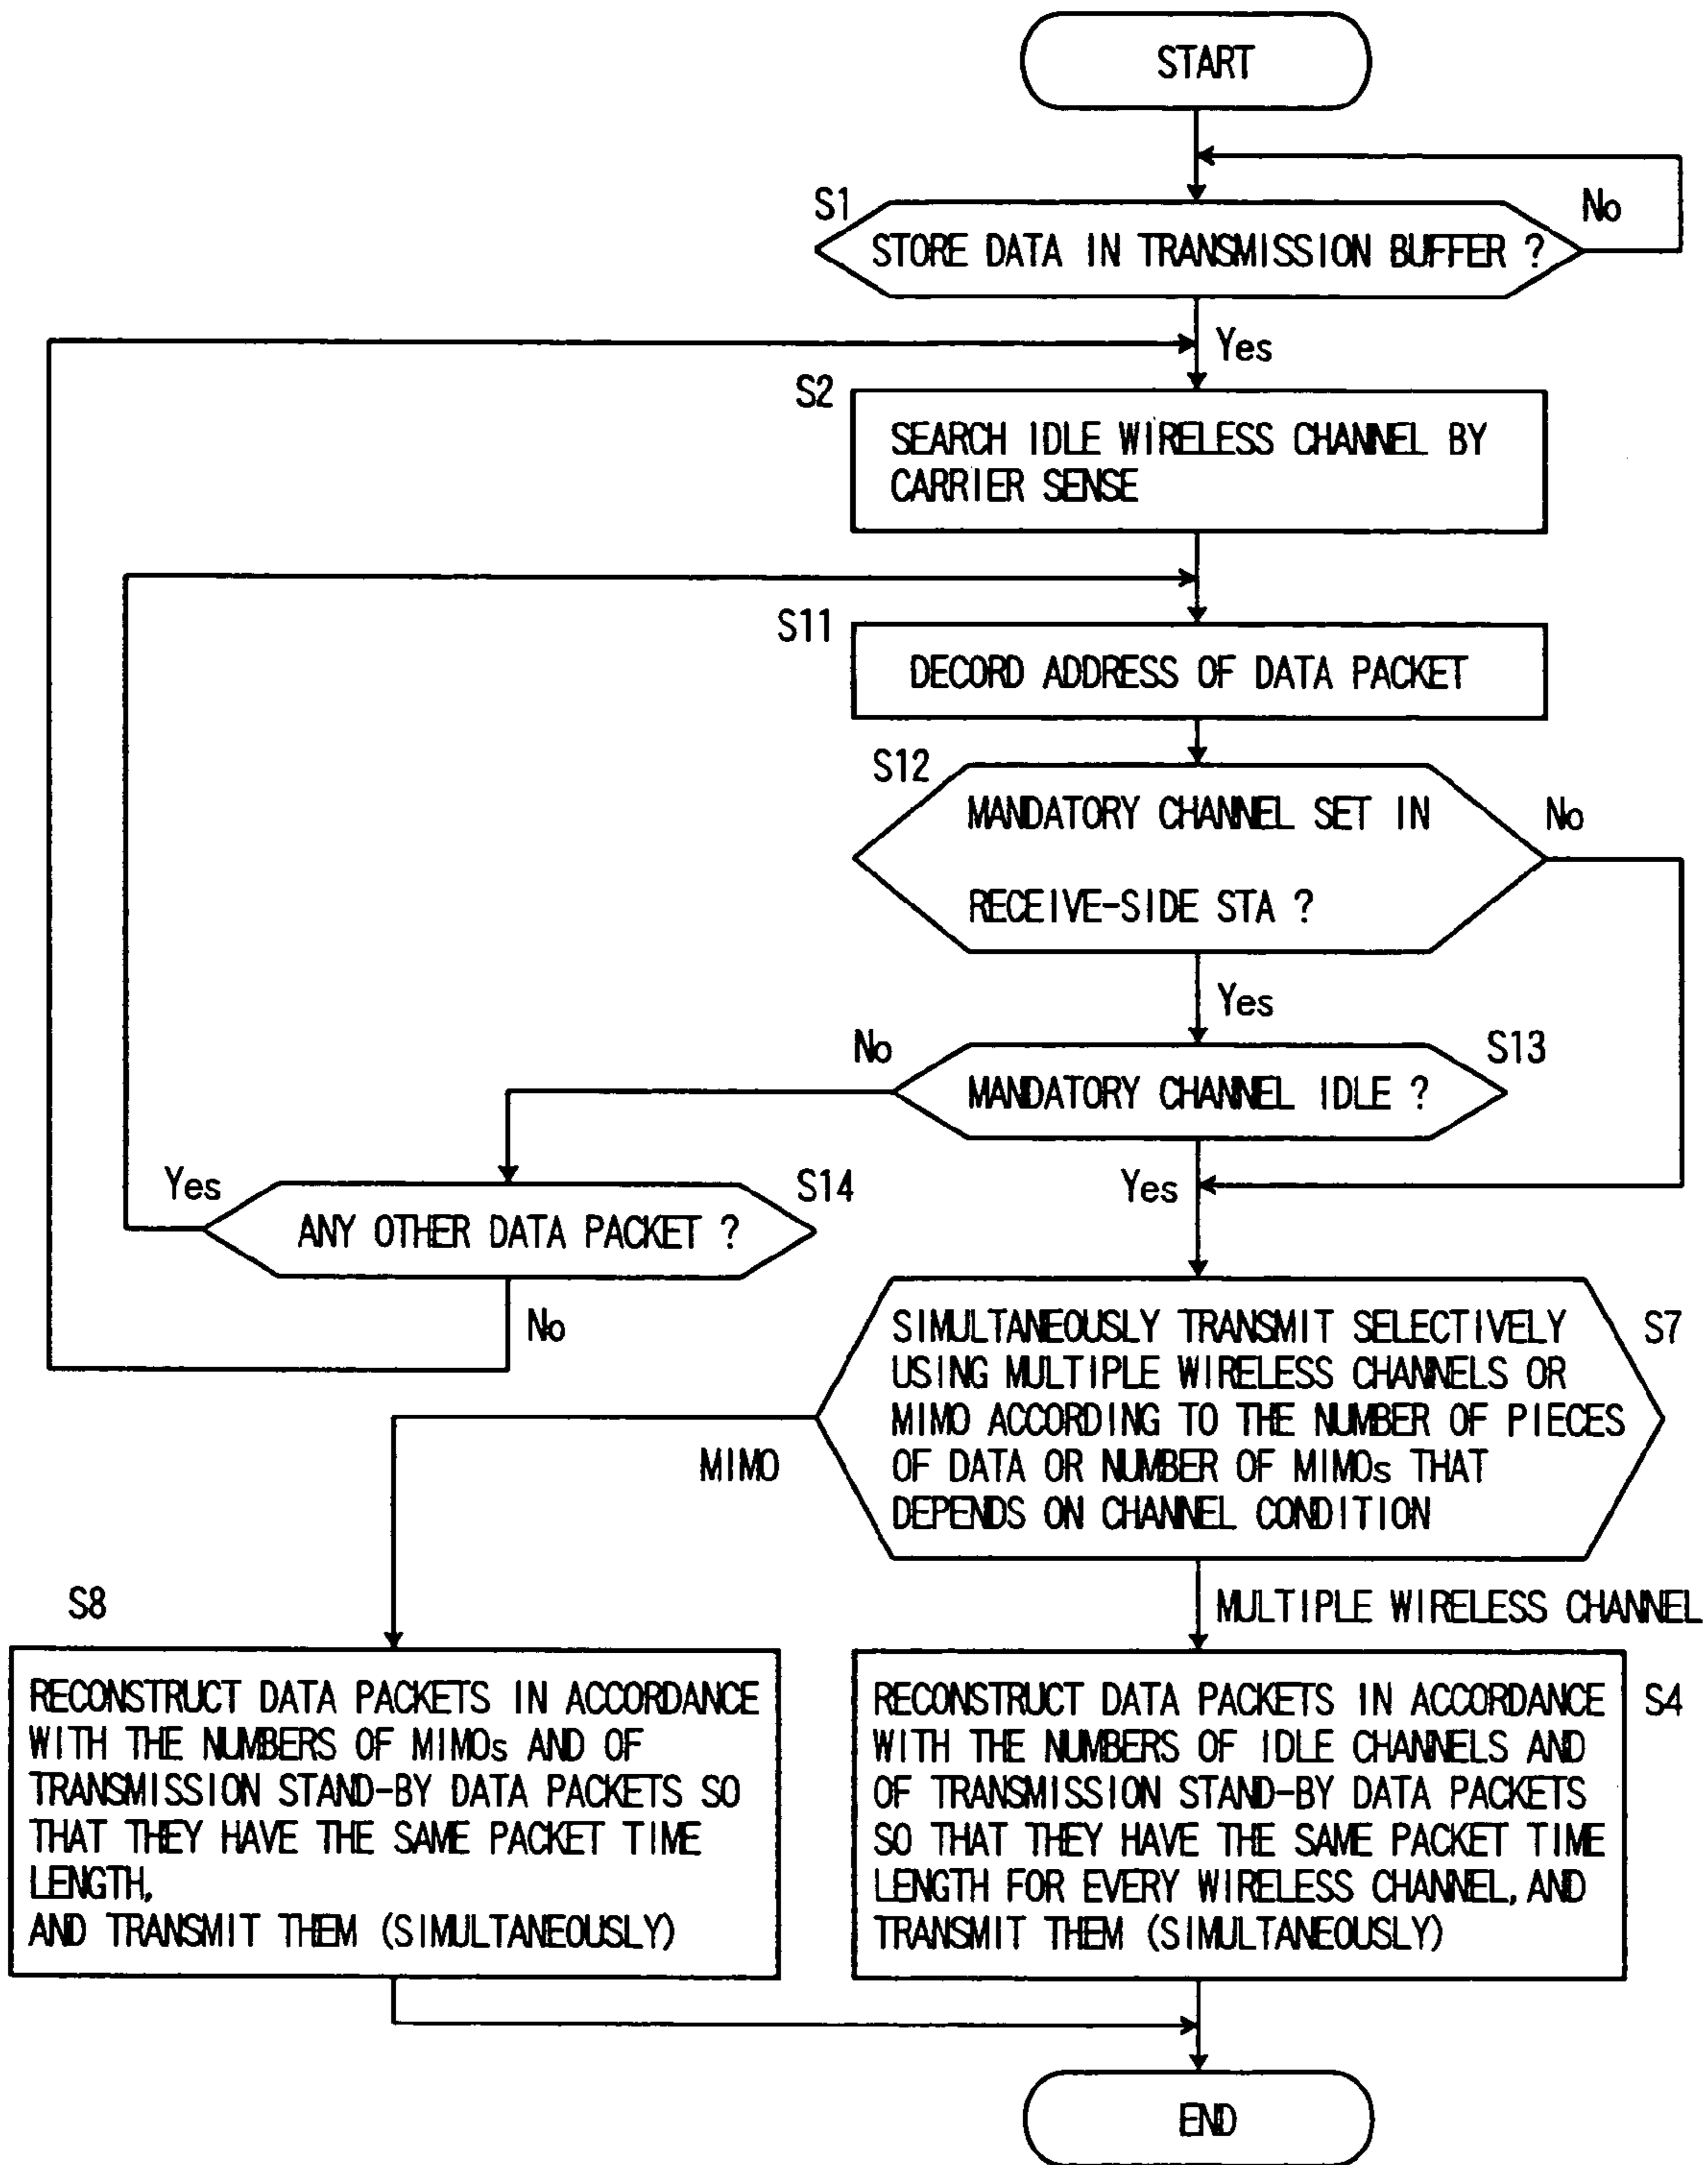 START
S1
No
STORE DATA IN TRANSMISSION BUFFER ?
Yes
S2
SEARCH IDLE WIRELESS CHANNEL BY
CARRIER SENSE
S11
DECORD ADDRESS OF DATA PACKET
S12
MANDATORY CHANNEL SET IN
No
RECEIVE-SIDE STA ?
Yes
No
S13
MANDATORY CHANNEL IDLE ?
Yes
S14
Yes
ANY OTHER DATA PACKET ?
No
SIMULTANEOUSLY TRANSMIT SELECTIVELY
S7
USING MULTIPLE WIRELESS CHANNELS OR
MIMO ACCORDING TO THE NUMBER OF PIECES
OF DATA OR NUMBER OF MIMOs THAT
DEPENDS ON CHANNEL CONDITION
MIMO
MULTIPLE WIRELESS CHANNEL
S8
RECONSTRUCT DATA PACKETS IN ACCORDANCE
WITH THE NUMBERS OF MIMOs AND OF
TRANSMISSION STAND-BY DATA PACKETS SO
THAT THEY HAVE THE SAME PACKET TIME
LENGTH,
AND TRANSMIT THEM (SIMULTANEOUSLY)
RECONSTRUCT DATA PACKETS IN ACCORDANCE
S4
WITH THE NUMBERS OF IDLE CHANNELS AND
OF TRANSMISSION STAND-BY DATA PACKETS
SO THAT THEY HAVE THE SAME PACKET TIME
LENGTH FOR EVERY WIRELESS CHANNEL, AND
TRANSMIT THEM (SIMULTANEOUSLY)
END